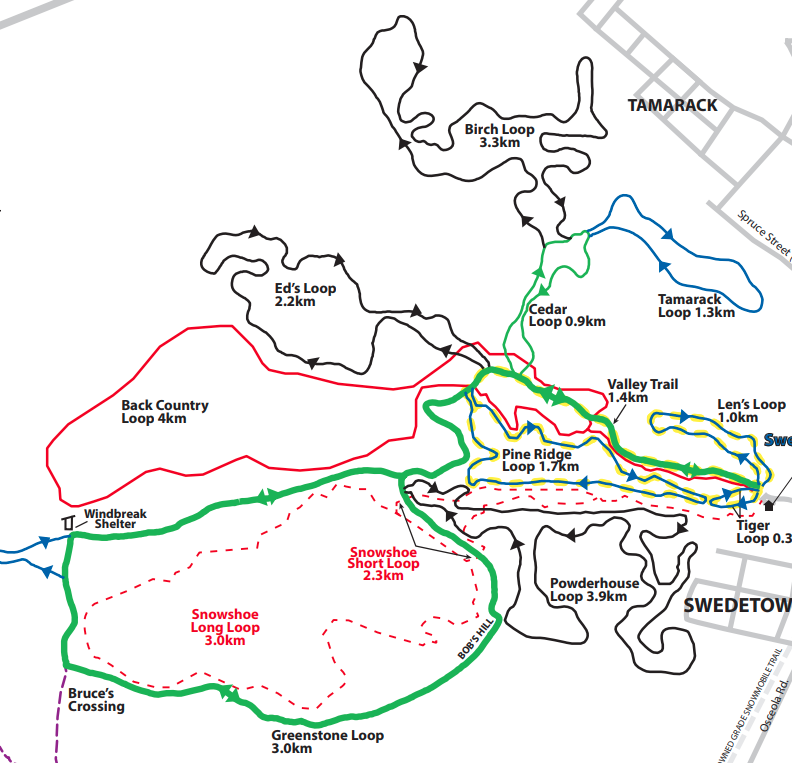 TAMARACK
Birch Loop
3.3km
Spruce Street
Ed's Loop
2.2km
Cedar
Loop 0.9km
Tamarack
Loop 1.3km
Valley Trail
1.4km
Len's Loop
1.0km
Back Country
Loop 4km
Swe
Pine Ridge
Loop 1.7km
Windbreak
Shelter
Tiger
Loop 0.3
Snowshoe
Short Loop
2.3km
Powderhouse
Loop 3.9km
SWEDETOW
Snowshoe
Long Loop
3.0km
BOB'S HILL
Bruce's
Crossing
Greenstone Loop
3.0km
OWNED GRADE SNOWMOBILE TRAIL
Osceola Rd.